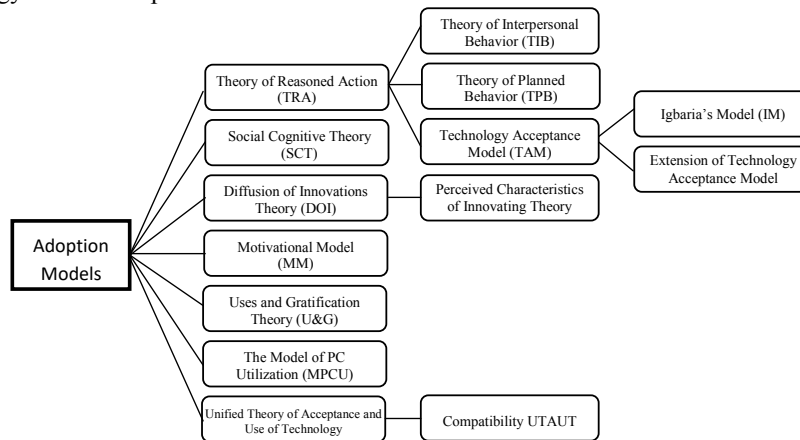 Theory of Interpersonal
Behavior (TIB)
Theory of Reasoned Action
(TRA)
Theory of Planned
Behavior (TPB)
Igbaria's Model (IM)
Social Cognitive Theory
(SCT)
Technology Acceptance
Model (TAM)
Extension of Technology
Acceptance Model
Diffusion of Innovations
Theory (DOI)
Perceived Characteristics
of Innovating Theory
Adoption
Models
Motivational Model
(MM)
Uses and Gratification
Theory (U&G)
The Model of PC
Utilization (MPCU)
Unified Theory of Acceptance and
Use of Technology
Compatibility UTAUT